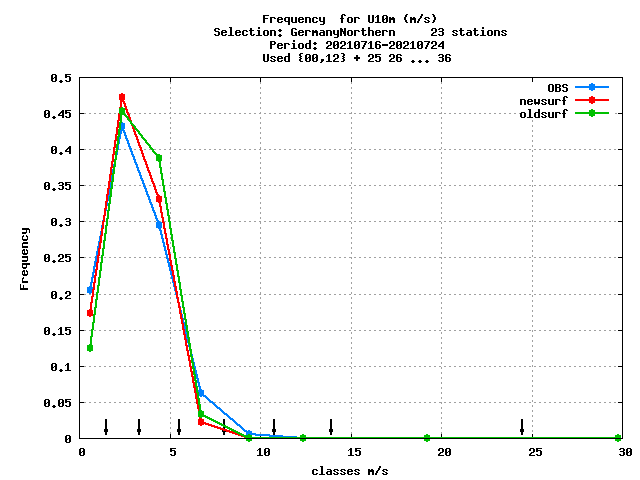 Frequency  for U10m (m/s)
Selection: GermanyNorthern     23 stations
Period: 20210716-20210724
Used {00,12} + 25 26 ... 36
OBS
newsurf
oldsurf
0.5
0.45
0.4
0.35
0.3
0.25
0.2
0.15
0.1
0.05
0
Frequency
0 5 10 15 20 25 30
classes m/s